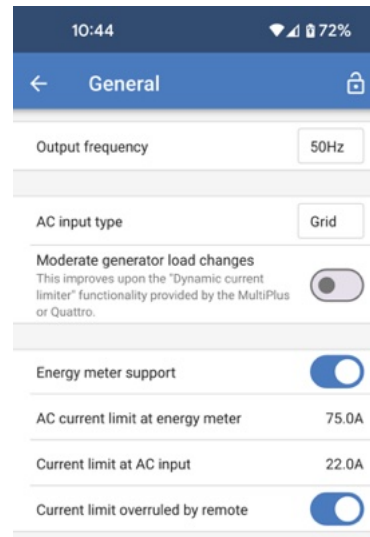 10:44 72%
General
Output frequency 50Hz
AC input type Grid
Moderate generator load changes
This improves upon the "Dynamic current
limiter" functionality provided by the MultiPlus
or Quattro.
Energy meter support
AC current limit at energy meter 75.0A
Current limit at AC input 22.0A
Current limit overruled by remote